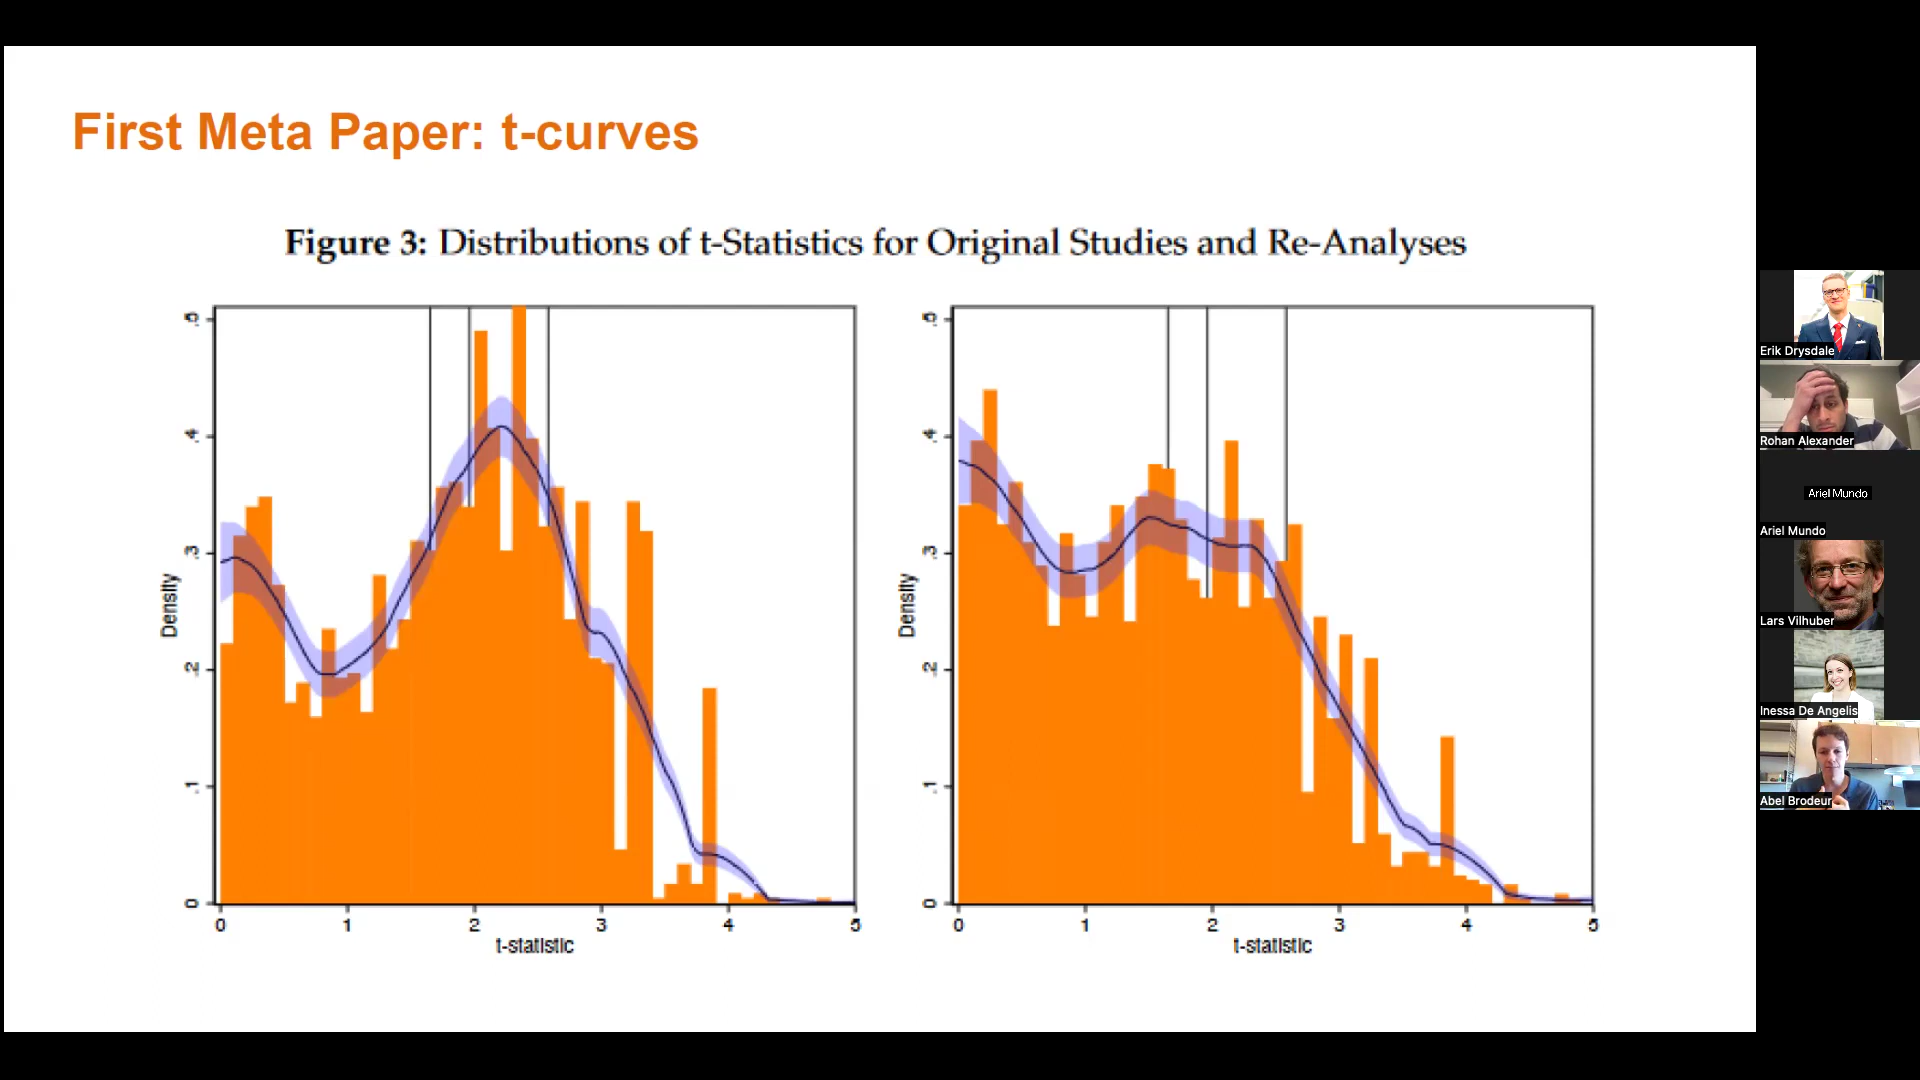 First Meta Paper: t-curves
Figure 3: Distributions of t-Statistics for Original Studies and Re-Analyses
.5
.4
.3
.2
.1
0
Density
0 1 2 3 4 5
t-statistic
.5
.4
.3
.2
.1
0
Density
0 1 2 3 4 5
t-statistic
Erik Drysdale
Rohan Alexander
Ariel Mundo
Ariel Mundo
Lars Vilhuber
Inessa De Angelis
Abel Brodeur